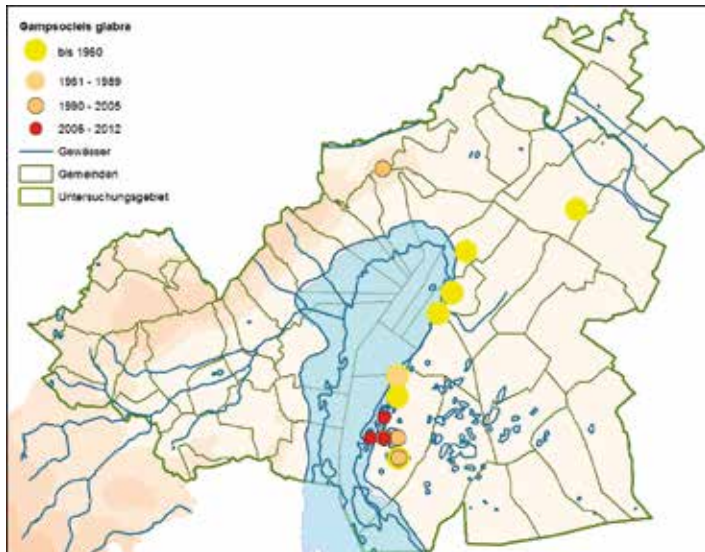 Gampsocleis glabra
bis 1960
1961 - 1989
1990 - 2005
2006 - 2012
Gewässer
Gemeinden
Untersuchungsgebiet